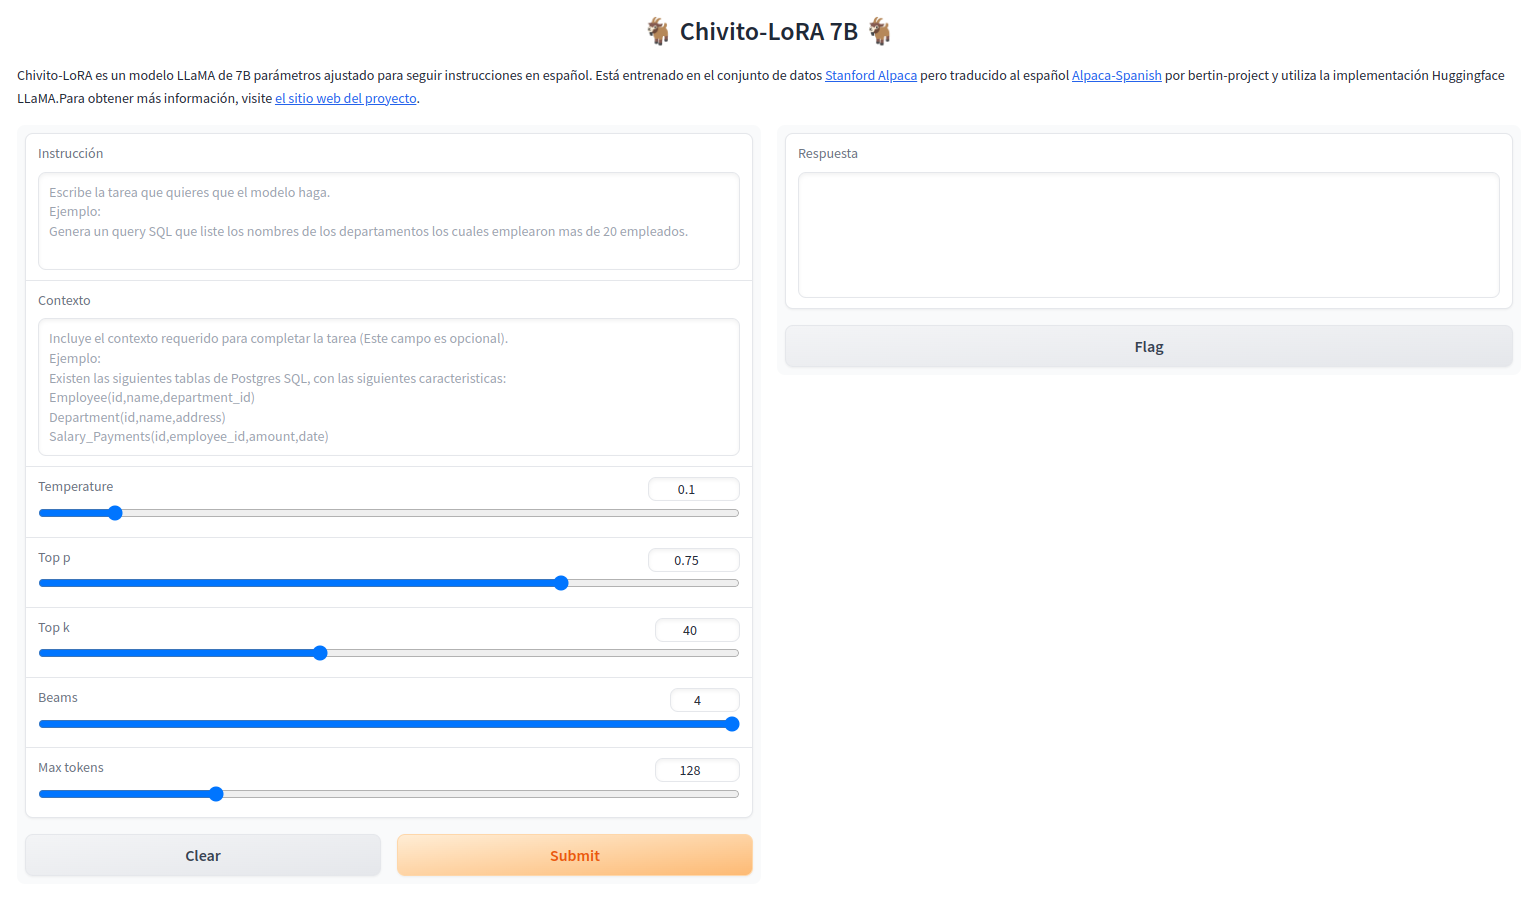 🐐 Chivito-LoRA 7B 🐐
Chivito-LoRA es un modelo LLaMA de 7B parámetros ajustado para seguir instrucciones en español. Está entrenado en el conjunto de datos Stanford Alpaca pero traducido al español Alpaca-Spanish por bertin-project y utiliza la implementación Huggingface
LLaMA.Para obtener más información, visite el sitio web del proyecto.
Instrucción
Escribe la tarea que quieres que el modelo haga.
Ejemplo:
Genera un query SQL que liste los nombres de los departamentos los cuales emplearon mas de 20 empleados.
Contexto
Incluye el contexto requerido para completar la tarea (Este campo es opcional).
Ejemplo:
Existen las siguientes tablas de Postgres SQL, con las siguientes caracteristicas:
Employee(id,name,department_id)
Department(id,name,address)
Salary_Payments(id,employee_id,amount,date)
Temperature
0.1
Top p
0.75
Top k
40
Beams
4
Max tokens
128
Clear
Submit
Respuesta
Flag